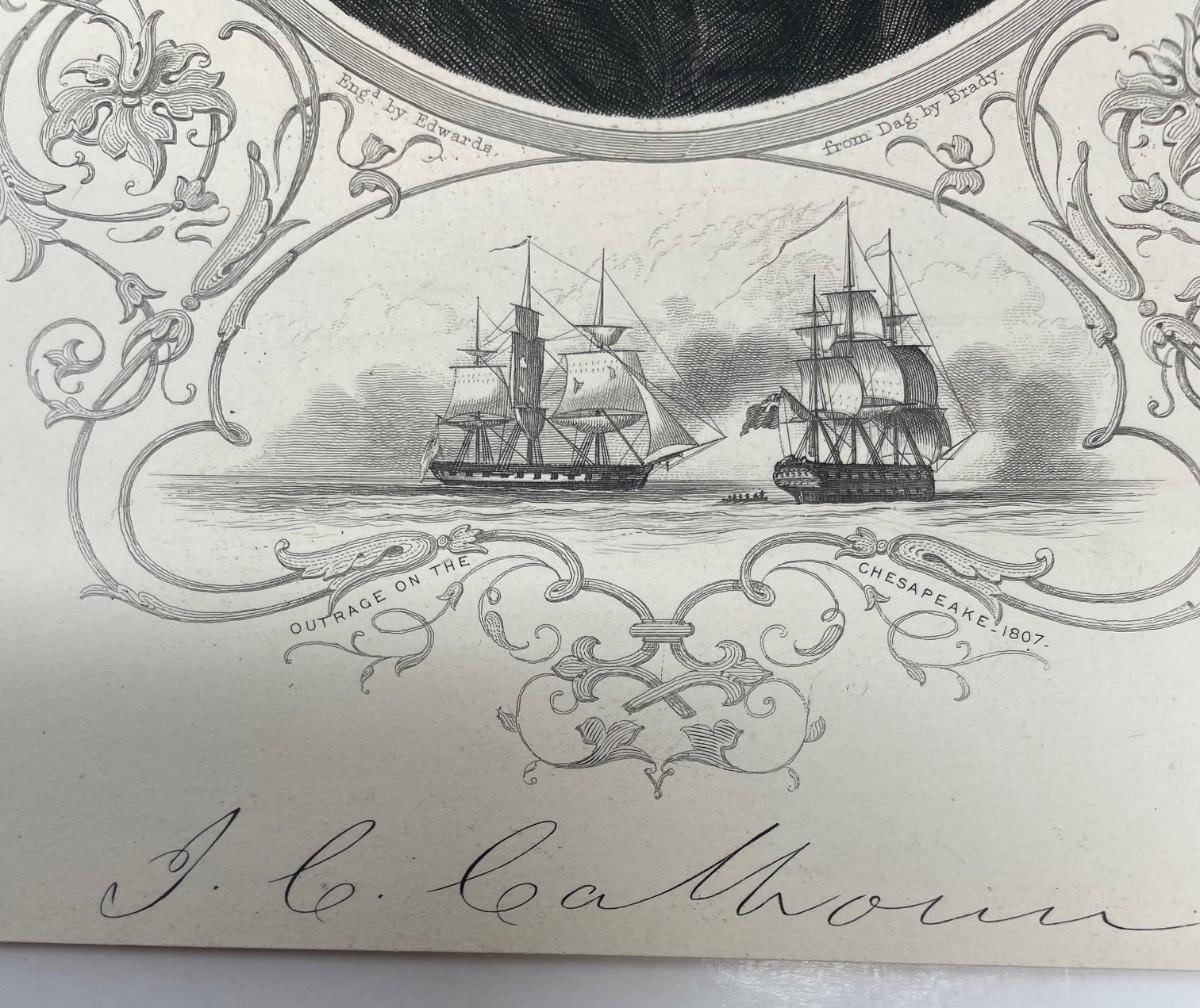 Engd by Edwards,
from Dag. by Brady.
OUTRAGE ON THE
CHESAPEAKE-1807.
J. C. Calhoun